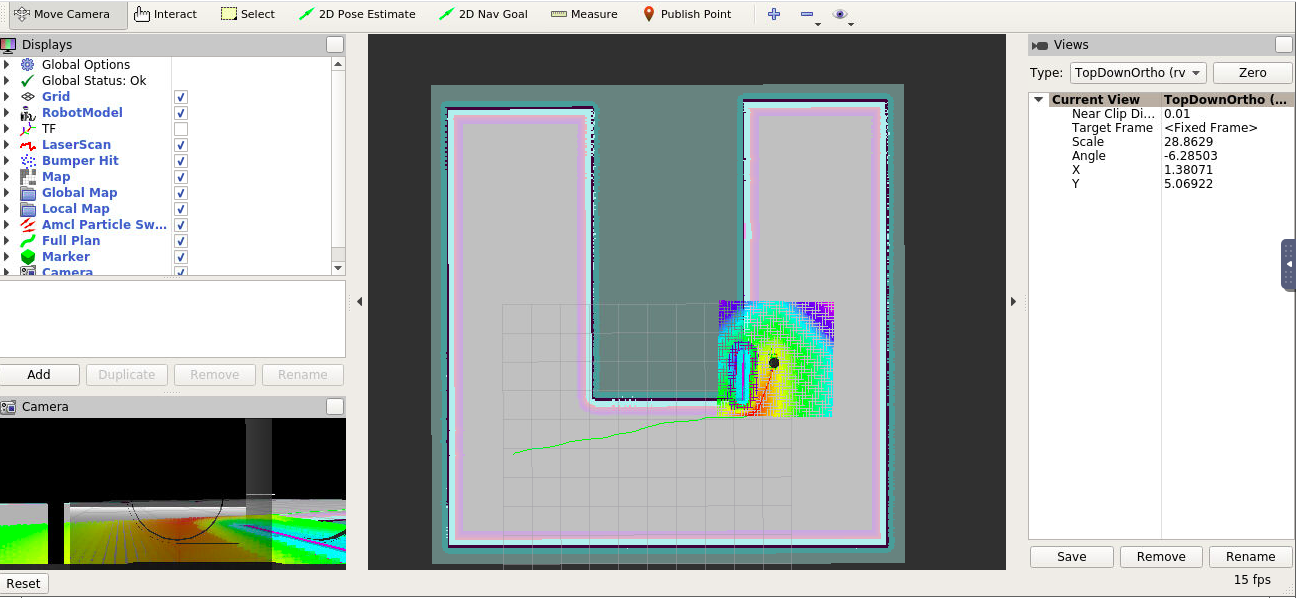 Move Camera Interact Select 2D Pose Estimate 2D Nav Goal Measure Publish Point
Displays
Global Options
Global Status: Ok
Grid
RobotModel
TF
LaserScan
Bumper Hit
Map
Global Map
Local Map
Amcl Particle Sw...
Full Plan
Marker
Camera
Add Duplicate Remove Rename
Camera
Reset
Views
Type: TopDownOrtho (rv Zero
Current View TopDownOrtho (...
Near Clip Di... 0.01
Target Frame <Fixed Frame>
Scale 28.8629
Angle -6.28503
X 1.38071
Y 5.06922
Save Remove Rename
15 fps